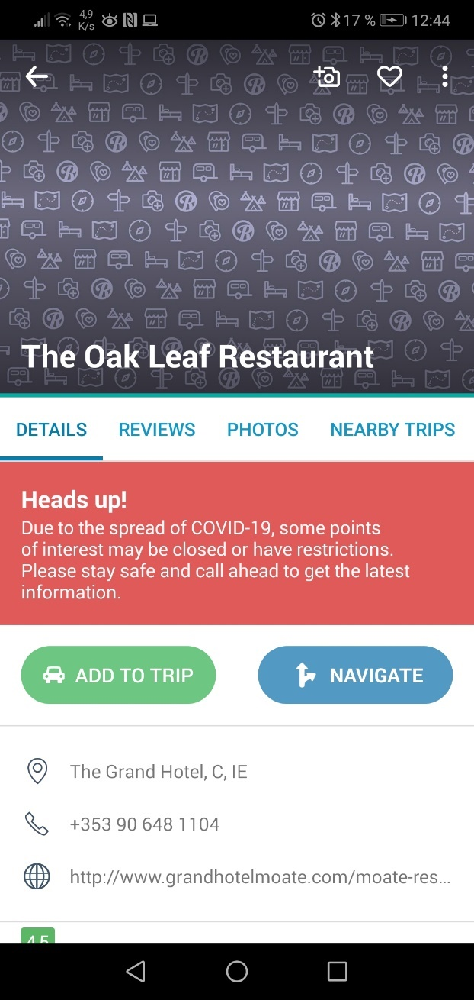 4,9
K/s
17 %
12:44
The Oak Leaf Restaurant
DETAILS REVIEWS PHOTOS NEARBY TRIPS
Heads up!
Due to the spread of COVID-19, some points
of interest may be closed or have restrictions.
Please stay safe and call ahead to get the latest
information.
ADD TO TRIP NAVIGATE
The Grand Hotel, C, IE
+353 90 648 1104
http://www.grandhotelmoate.com/moate-res...
4.5